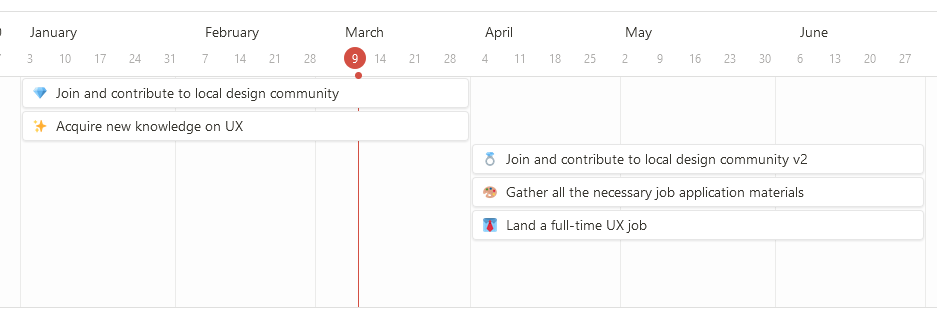 January February March April May June
3 10 17 24 31 7 14 21 28 9 14 21 28 4 11 18 25 2 9 16 23 30 6 13 20 27
Join and contribute to local design community
Acquire new knowledge on UX
Join and contribute to local design community v2
Gather all the necessary job application materials
Land a full-time UX job